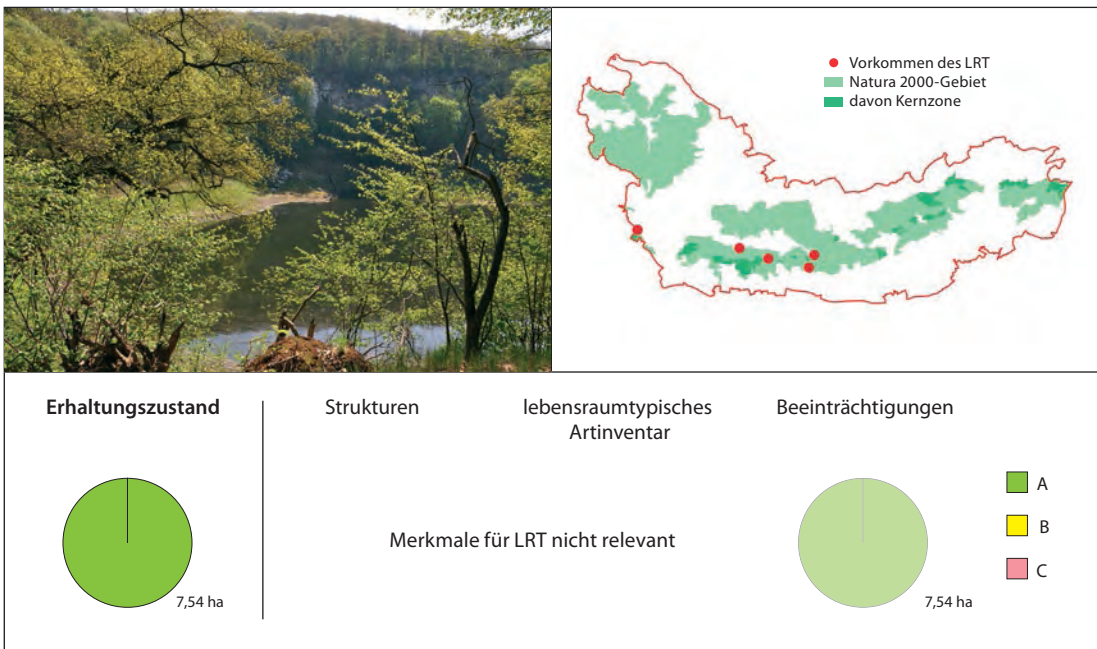 Vorkommen des LRT
Natura 2000-Gebiet
davon Kernzone
Erhaltungszustand
Strukturen
lebensraumtypisches
Artinventar
Beeinträchtigungen
Merkmale für LRT nicht relevant
7,54 ha
7,54 ha
A
B
C